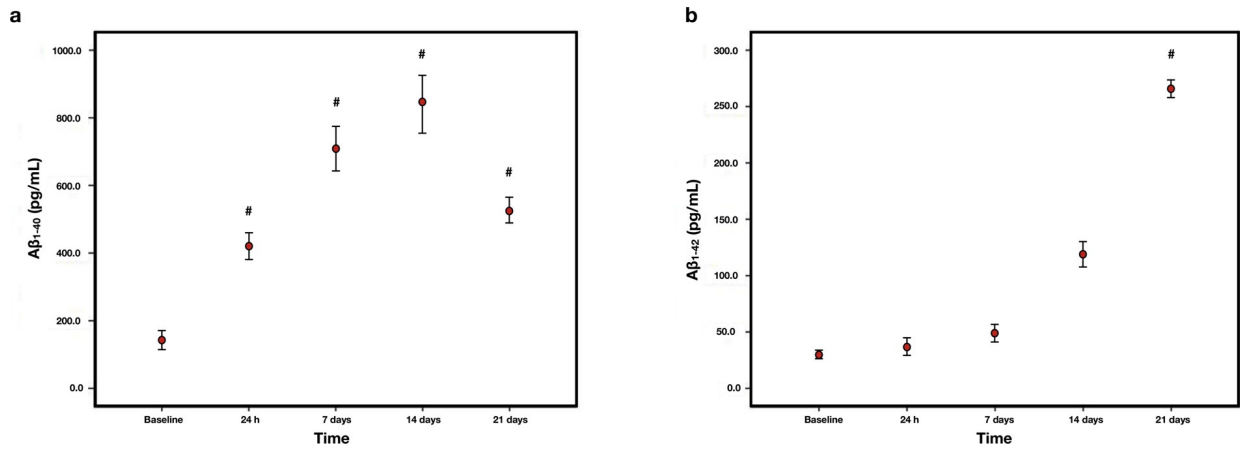 a
1000.0
800.0
600.0
400.0
200.0
0.0
Aβ1-40 (pg/mL)
#
#
#
#
Baseline
24 h
7 days
14 days
21 days
Time
b
300.0
250.0
200.0
150.0
100.0
50.0
0.0
Aβ1-42 (pg/mL)
#
Baseline
24 h
7 days
14 days
21 days
Time